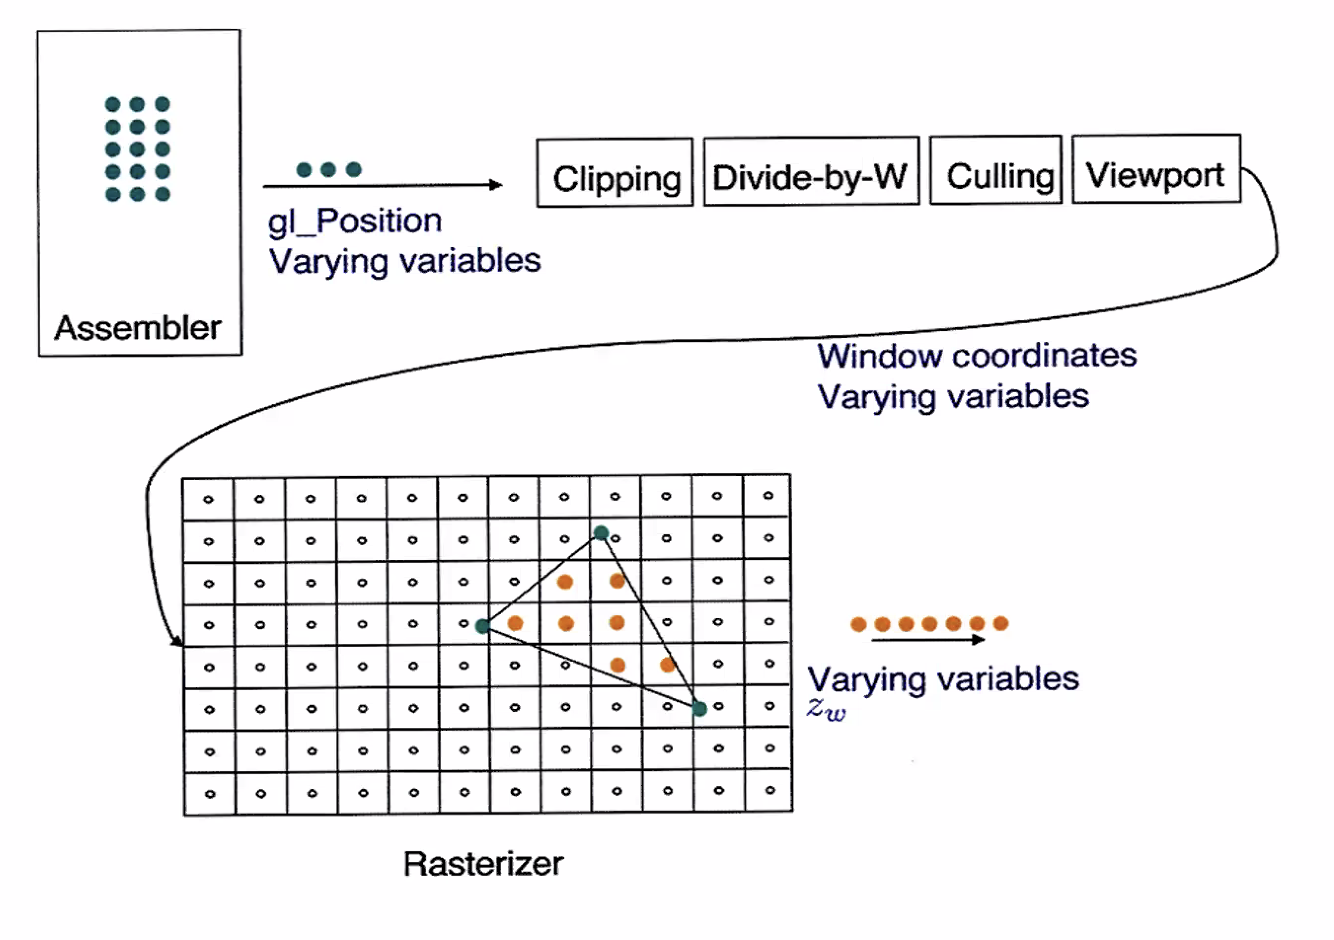 Assembler
gl_Position
Varying variables
Clipping
Divide-by-W
Culling
Viewport
Window coordinates
Varying variables
Varying variables
z_w
Rasterizer